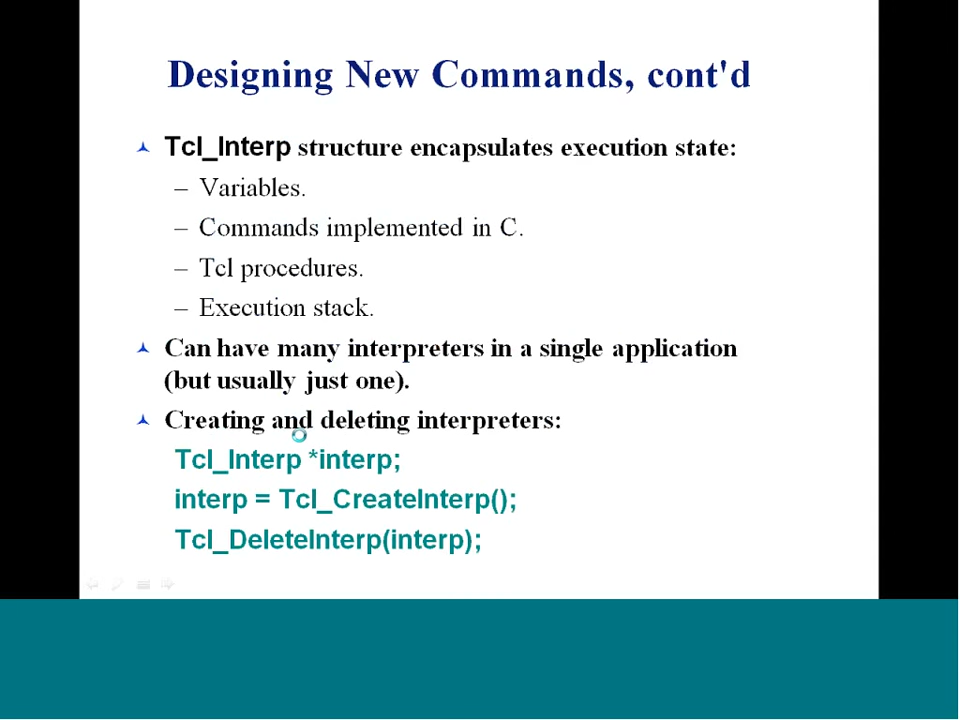 Designing New Commands, cont'd
Tcl_Interp structure encapsulates execution state:
– Variables.
– Commands implemented in C.
– Tcl procedures.
– Execution stack.
Can have many interpreters in a single application
(but usually just one).
Creating and deleting interpreters:
Tcl_Interp *interp;
interp = Tcl_CreateInterp();
Tcl_DeleteInterp(interp);